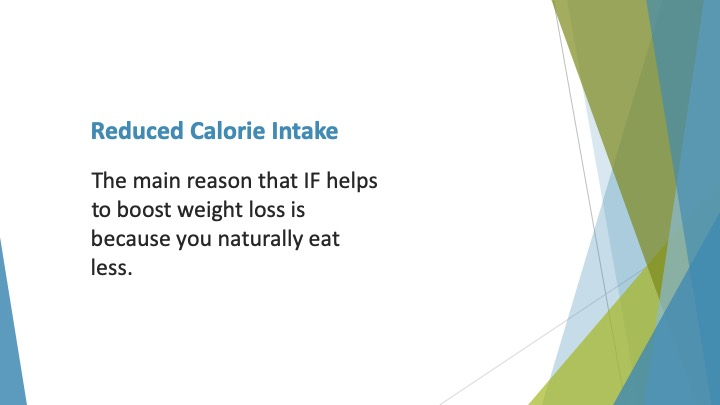 Reduced Calorie Intake
The main reason that IF helps
to boost weight loss is
because you naturally eat
less.